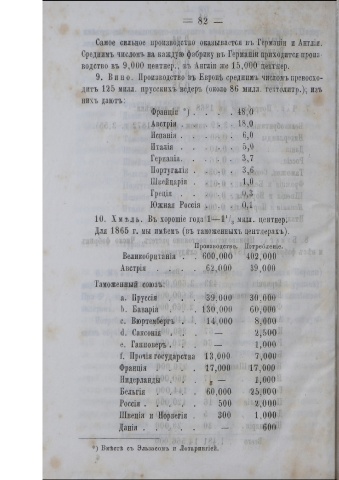 — 82 —
Самое сильное производство оказывается въ Германіи и Англіи.
Среднимъ числомъ на каждую фабрику въ Германіи приходится произ
водство въ 9,000 центнер., въ Англіи же 15,000 центнер.
9. Вино. Производство въ Европѣ среднимъ числомъ превосхо-
дитъ 125 милл. прусскихъ ведеръ (около 86 милл. гектолитр.); изъ
нихъ даютъ:
Франція *) . . . 48,0
Австрія . . . . 18,0
Испанія . . . . 6,0
Италія . . . . 5,0
Германія. . . . 3,7
Португалія . . . 3,6
Швейцарія . . . 1,0
Греція . . . . 0,3
Южная Россія . . 0,1
10. Хмѣль. Въ хорошіе года 1—1 милл. центнер.
Для 1865 г. мы имѣемъ (въ таможенныхъ центнерахъ).
Производств. Потребленіе.
Великобританія . . 600,000 402,000
Австрія . . . . 62,000 39,000
Таможенный союзъ:
a. Пруссія . . . 39,000 30,000
b. Баварія . . . 130,000 60,000
c. Вюртембергъ . . 14,000 8,000
d. Саксонія . . . — 2,500
e. Ганноверъ. . . — 1,000
f. Прочія государства 13,000 7,000
Франція . . . . 17,000 17,000
Нидерланды . . . — 1,000
Бельгія . . . . 60,000 25,000
Россія . . . . 500 2,000
Швеція и Норвегія . 300 1,000
Данія . . . . — 600
*) Вмѣстѣ съ Эльзасомъ и Лотарингіей.